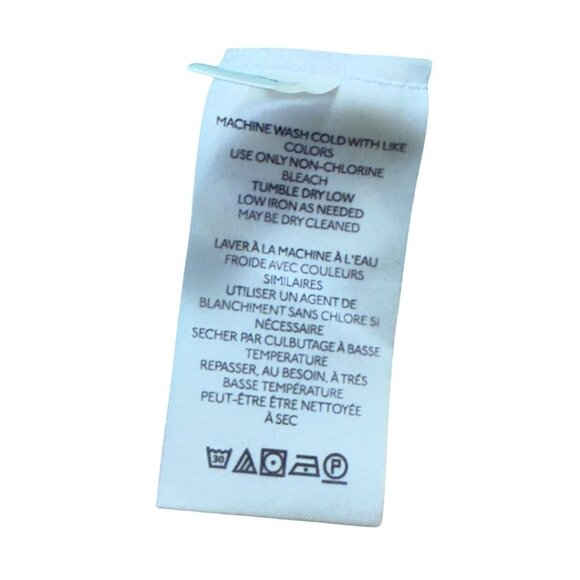 MACHINE WASH COLD WITH LIKE
COLORS
USE ONLY NON-CHLORINE
BLEACH
TUMBLE DRY LOW
LOW IRON AS NEEDED
MAY BE DRY CLEANED
LAVER À LA MACHINE À L'EAU
FROIDE AVEC COULEURS
SIMILAIRES
UTILISER UN AGENT DE
BLANCHIMENT SANS CHLORE SI
NÉCESSAIRE
SECHER PAR CULBUTAGE À BASSE
TEMPERATURE
REPASSER, AU BESOIN, À TRÉS
BASSE TEMPÉRATURE
PEUT-ÊTRE ÊTRE NETTOYÉE
À SEC
30 P